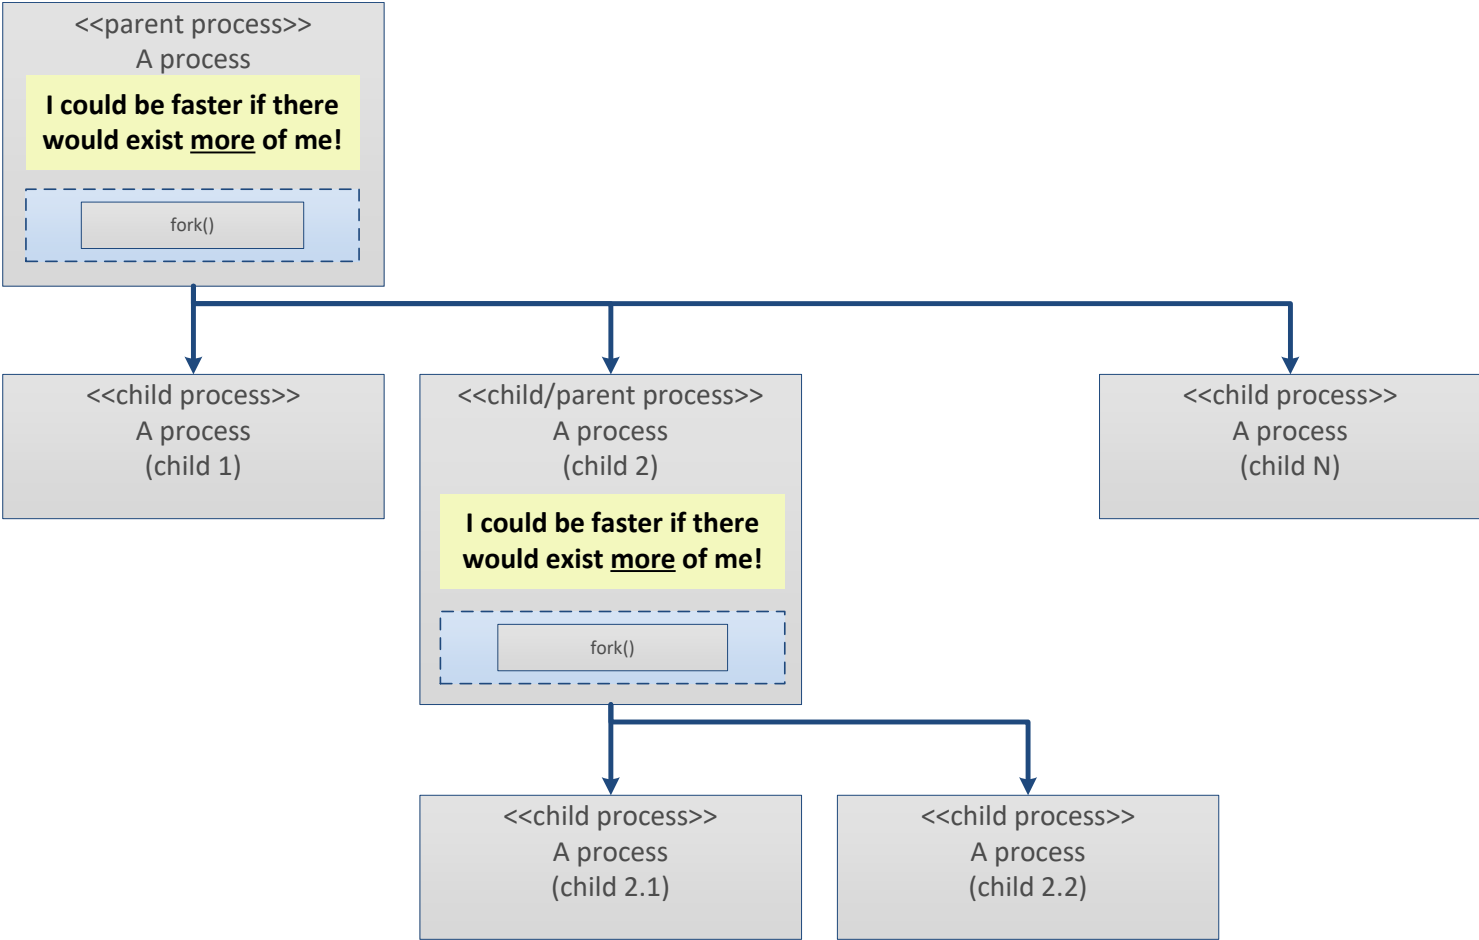 <<parent process>>
A process
I could be faster if there
would exist more of me!
fork()
<<child process>>
A process
(child 1)
<<child/parent process>>
A process
(child 2)
I could be faster if there
would exist more of me!
fork()
<<child process>>
A process
(child N)
<<child process>>
A process
(child 2.1)
<<child process>>
A process
(child 2.2)